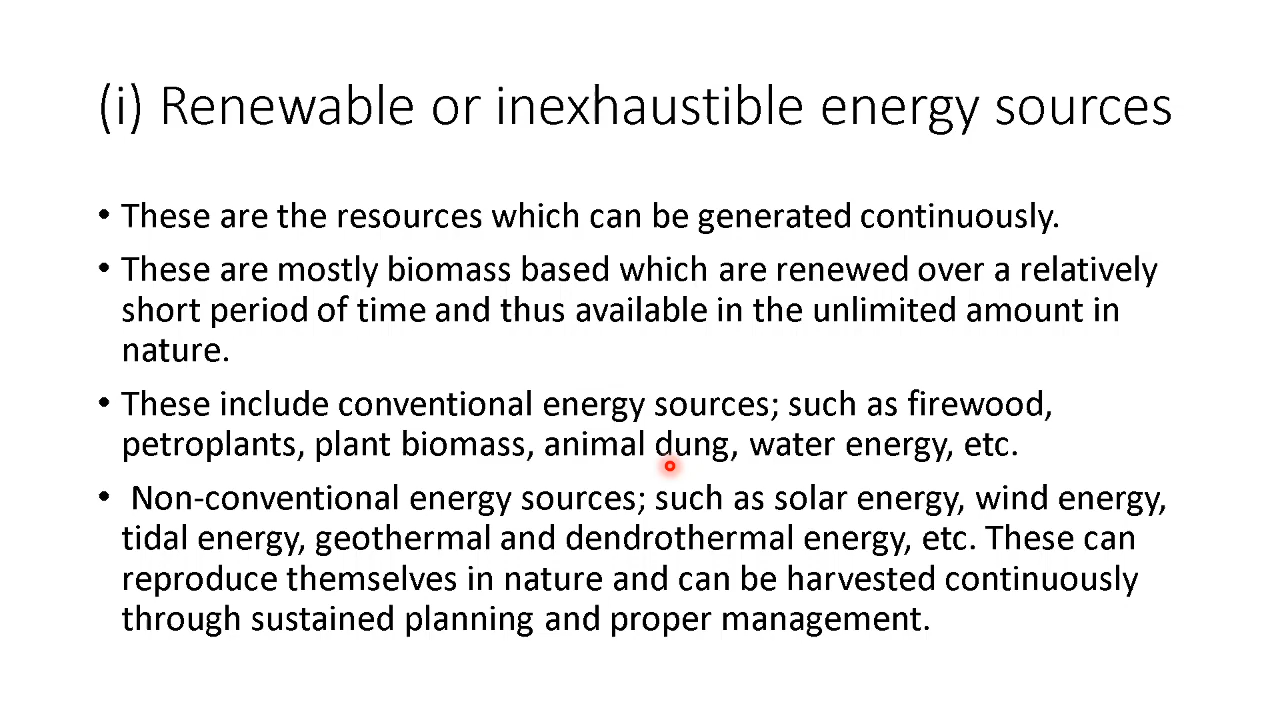 (i) Renewable or inexhaustible energy sources
• These are the resources which can be generated continuously.
• These are mostly biomass based which are renewed over a relatively
short period of time and thus available in the unlimited amount in
nature.
• These include conventional energy sources; such as firewood,
petroplants, plant biomass, animal dung, water energy, etc.
• Non-conventional energy sources; such as solar energy, wind energy,
tidal energy, geothermal and dendrothermal energy, etc. These can
reproduce themselves in nature and can be harvested continuously
through sustained planning and proper management.